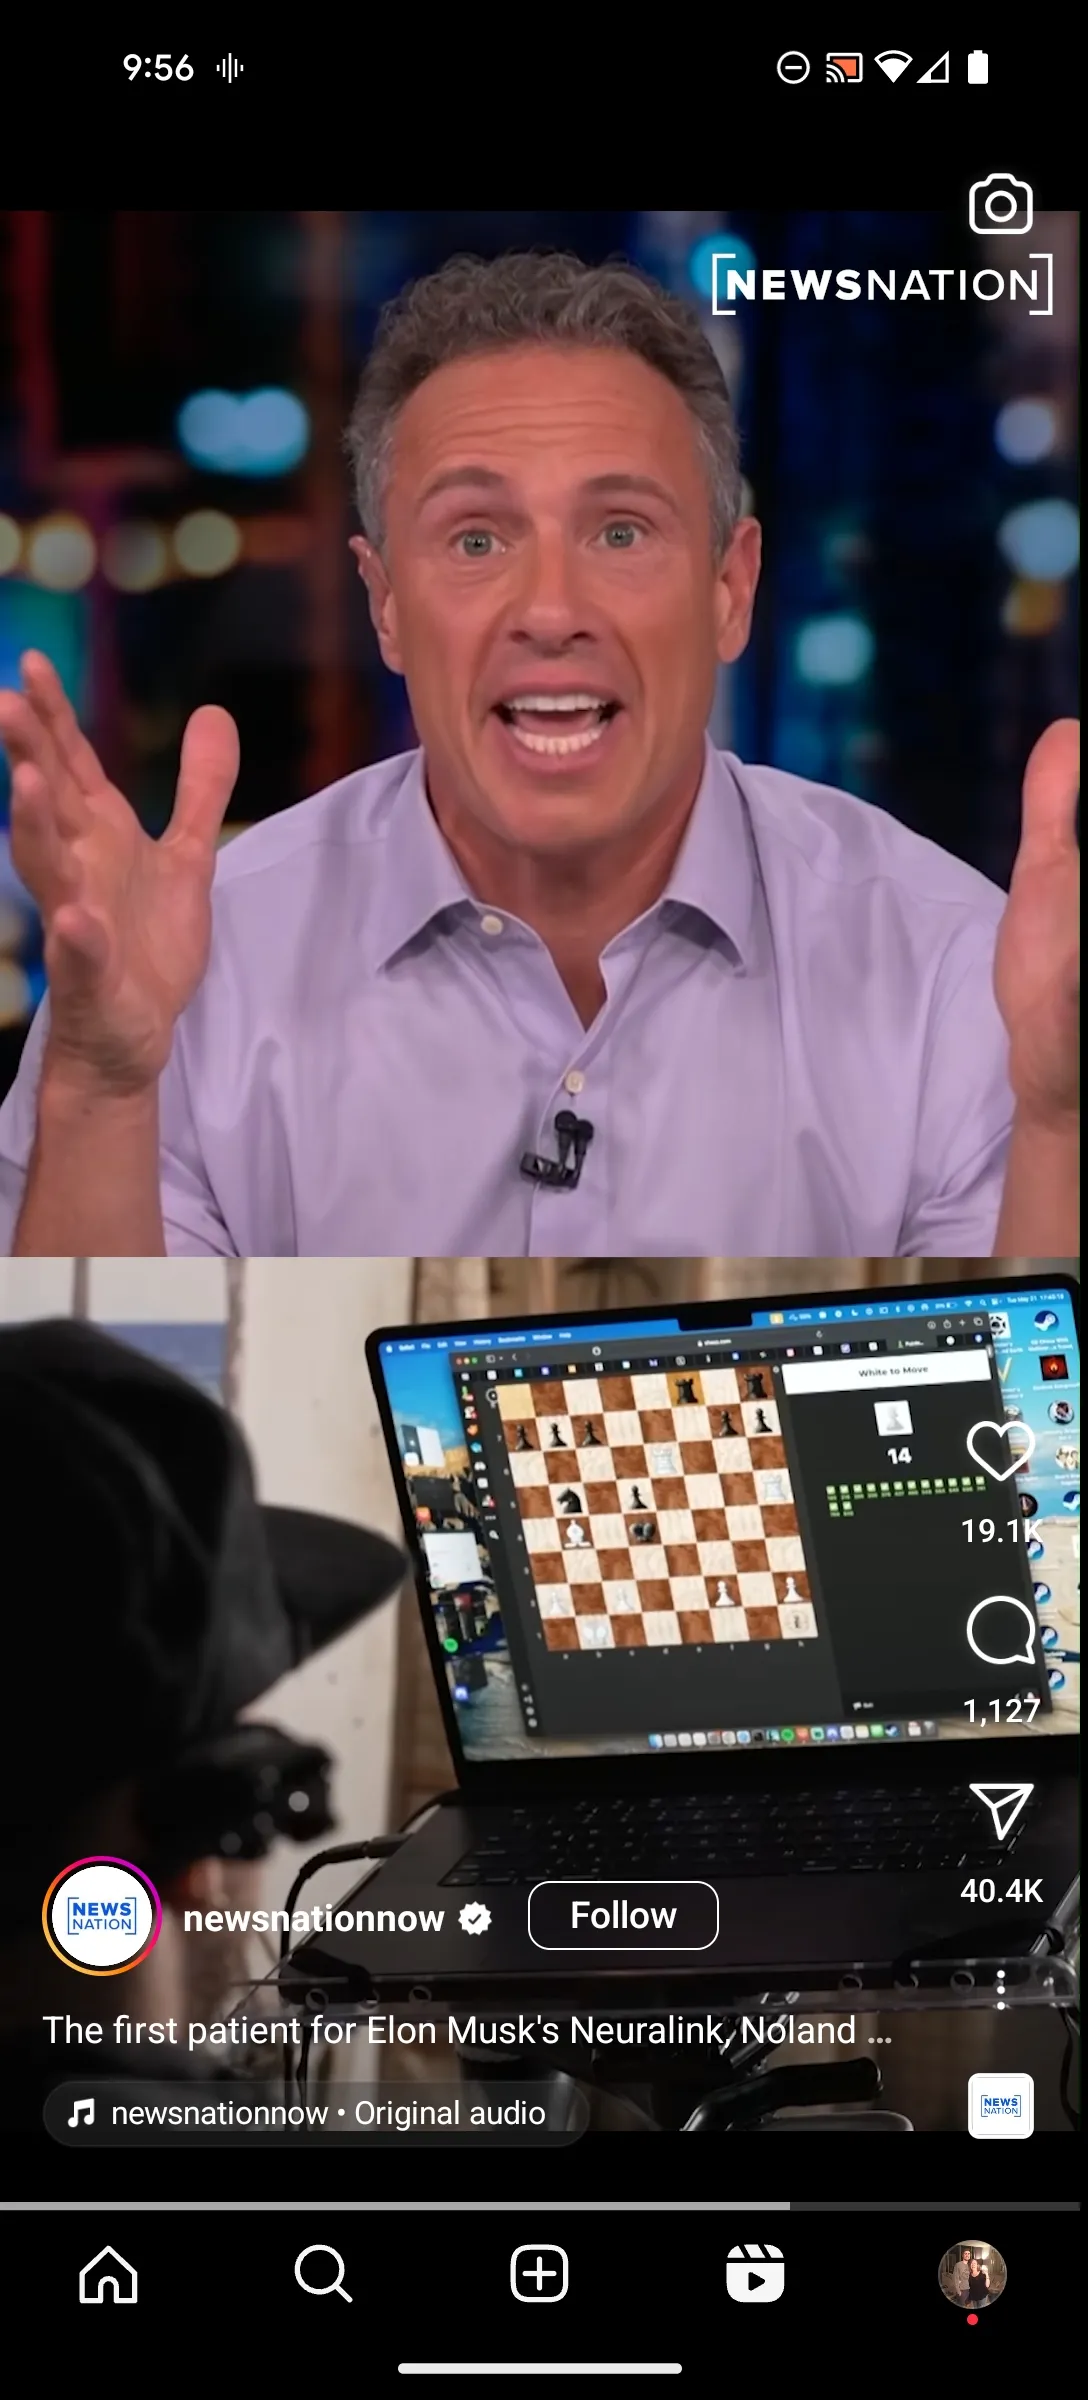 9:56
[NEWSNATION]
White to Move
14
19.1K
1,127
40.4K
NEWS
NATION
newsnationnow
Follow
The first patient for Elon Musk's Neuralink, Noland ...
newsnationnow • Original audio
NEWS
NATION